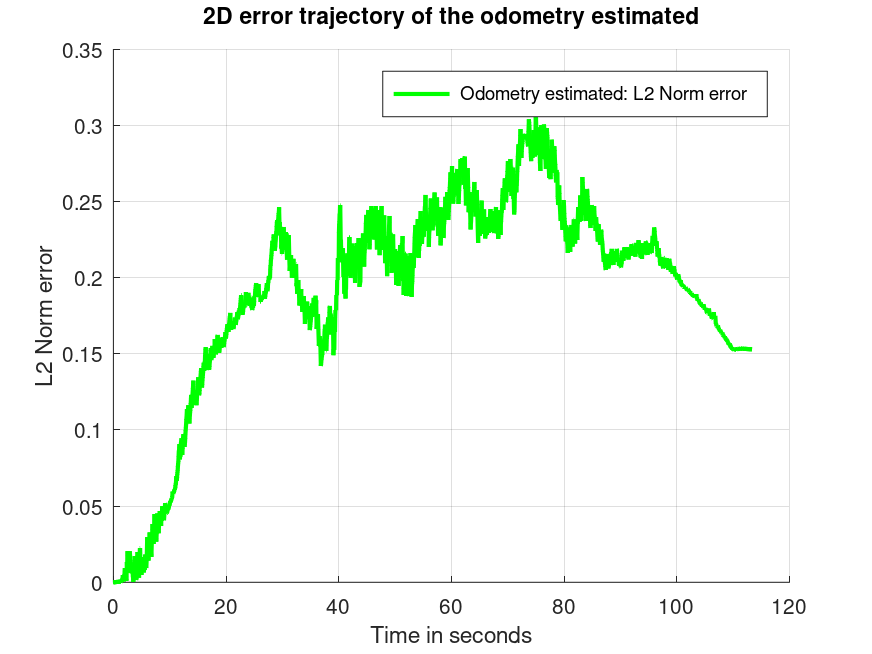 2D error trajectory of the odometry estimated
0.35
Odometry estimated: L2 Norm error
0.3
0.25
0.2
0.15
0.1
0.05
0
L2 Norm error
0 20 40 60 80 100 120
Time in seconds